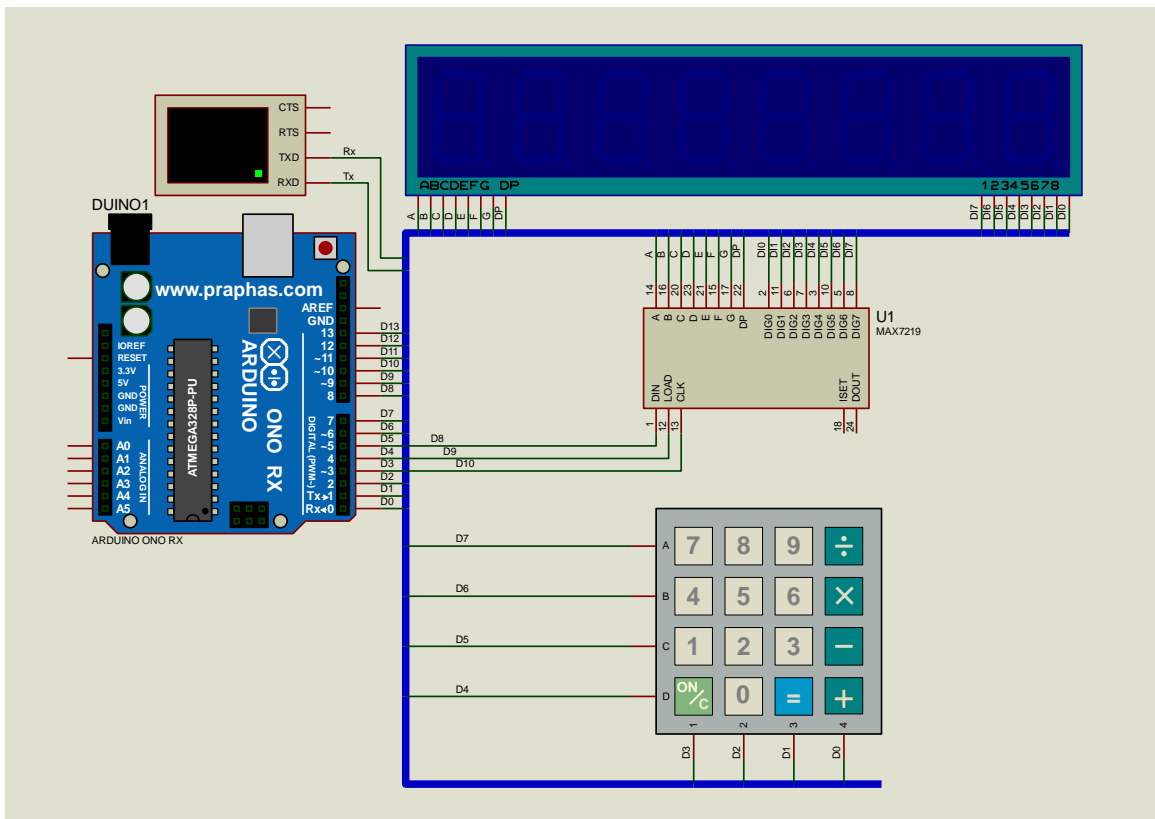 CTS
RTS
TXD
RXD
Rx
Tx
ABCDEFG DP
12345678
A
B
C
D
E
F
G
DP
DI7
DI6
DI5
DI4
DI3
DI2
DI1
DI0
DUINO1
www.praphas.com
AREF
GND
13
12
~11
~10
~9
8
7
~6
~5
4
~3
2
Tx 1
Rx 0
IOREF
RESET
3.3V
5V
GND
GND
Vin
POWER
A0
A1
A2
A3
A4
A5
ANALOG IN
ATMEGA328P-PU
ARDUINO
ONO RX
DIGITAL (PWM~)
ARDUINO ONO RX
D13
D12
D11
D10
D9
D8
D7
D6
D5
D4
D3
D2
D1
D0
D8
D9
D10
A
B
C
D
E
F
G
DP
DI0
DI1
DI2
DI3
DI4
DI5
DI6
DI7
14
16
20
23
21
15
17
22
2
11
6
7
3
10
5
8
A
B
C
D
E
F
G
DP
DIG0
DIG1
DIG2
DIG3
DIG4
DIG5
DIG6
DIG7
U1
MAX7219
DIN
LOAD
CLK
ISET
DOUT
1
12
13
18
24
D7
A
7 8 9 ÷
D6
B
4 5 6 ×
D5
C
1 2 3 −
D4
D
ON/C 0 = +
1 2 3 4
D3
D2
D1
D0